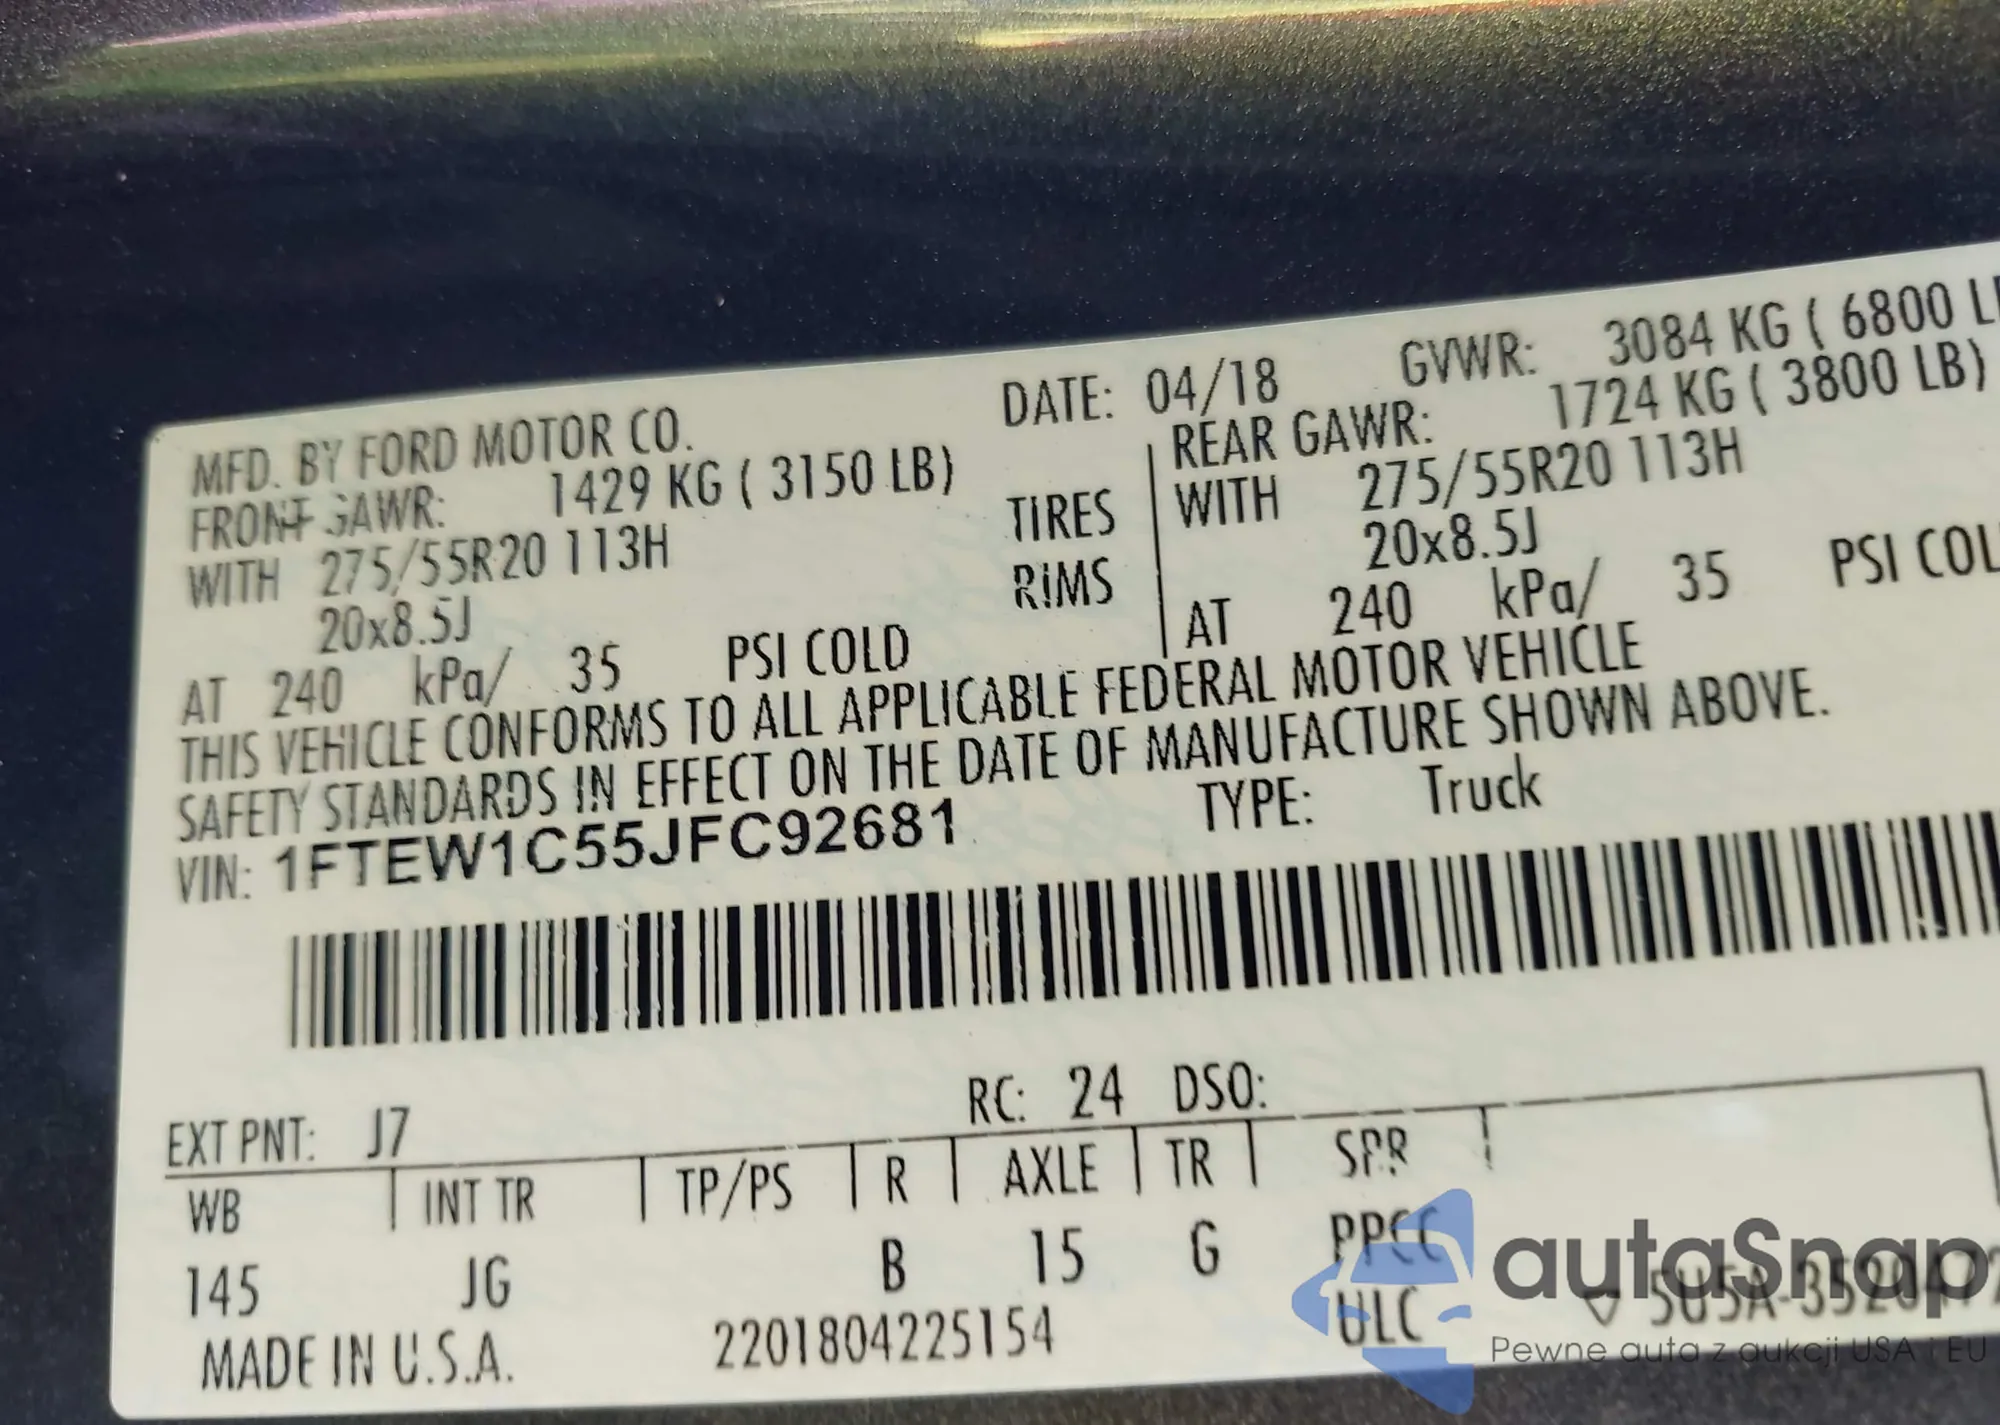 MFD. BY FORD MOTOR CO.
DATE: 04/18
GVWR: 3084 KG ( 6800
FRONT GAWR: 1429 KG ( 3150 LB)
REAR GAWR: 1724 KG ( 3800 LB)
WITH 275/55R20 113H
TIRES
WITH 275/55R20 113H
20x8.5J
RIMS
20x8.5J
AT 240 kPa/ 35 PSI COLD
AT 240 kPa/ 35 PSI COL
THIS VEHICLE CONFORMS TO ALL APPLICABLE FEDERAL MOTOR VEHICLE
SAFETY STANDARDS IN EFFECT ON THE DATE OF MANUFACTURE SHOWN ABOVE.
VIN: 1FTEW1C55JFC92681
TYPE: Truck
EXT PNT: J7
RC: 24 DSO:
WB INT TR TP/PS R AXLE TR SPR
145 JG B 15 G PPCC
MADE IN U.S.A.
2201804225154
ULC
autaSnap
Pewne auta z aukcji USA i EU